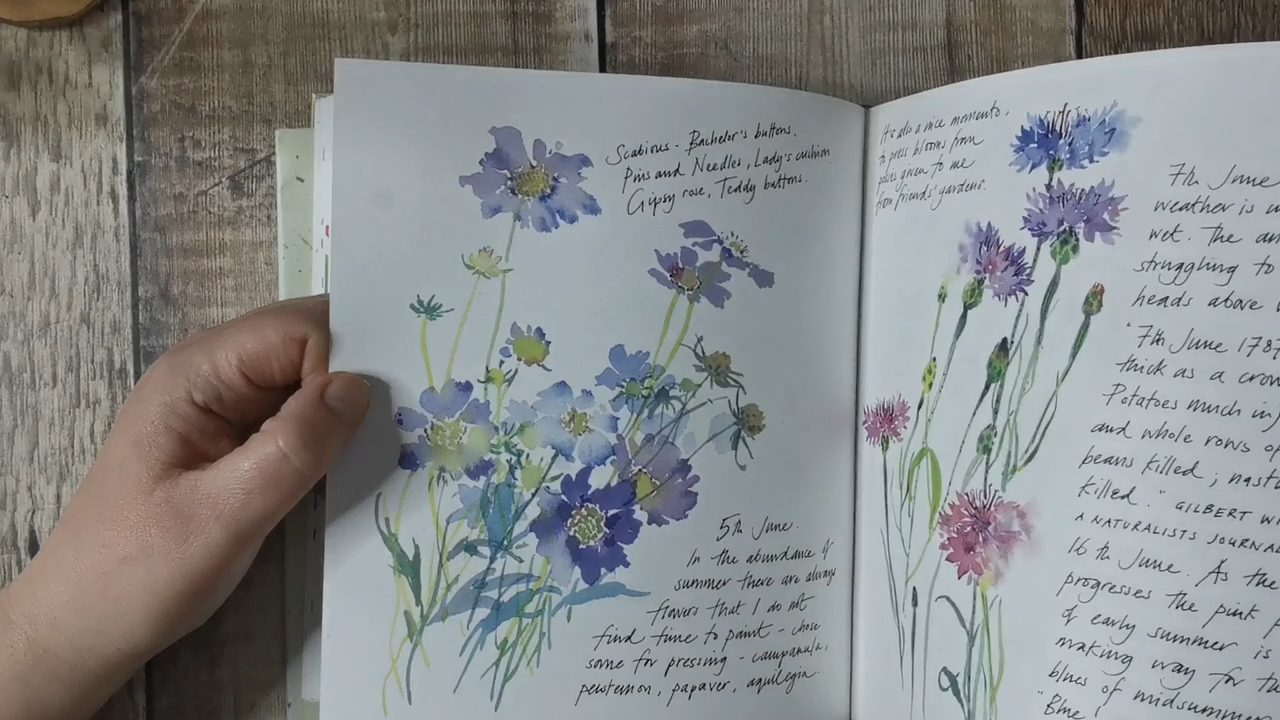 Scabious - Bachelor's buttons,
Pins and Needles, Lady's cushion
Gipsy rose, Teddy buttons.
5th June.
In the abundance of
summer there are always
flowers that I do not
find time to paint - chose
some for pressing - campanula,
penstemon, papaver, aquilegia.
It's also a nice momento,
to press blooms from
posies given to me
from friends' gardens.
7th June
weather is
wet. The
struggling to
heads above
"7th June 1787
thick as a crow
Potatoes much in
and whole rows of
beans killed; nast
killed." GILBERT W
A NATURALISTS JOURNAL
16th June. As the
progresses the pink
of early summer is
making way for
blues of midsummer
"Blue!